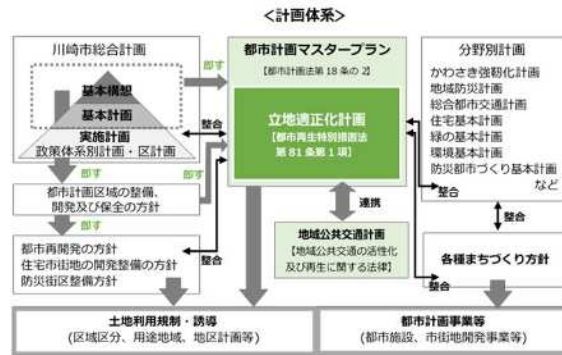 ＜計画体系＞
川崎市総合計画
基本構想
基本計画
実施計画
政策体系別計画・区計画
即す
都市計画区域の整備、
開発及び保全の方針
即す
都市再開発の方針
住宅市街地の開発整備の方針
防災街区整備方針
即す
整合
即す
整合
都市計画マスタープラン
【都市計画法第18条の2】
立地適正化計画
【都市再生特別措置法
第81条第1項】
連携
地域公共交通計画
【地域公共交通の活性化
及び再生に関する法律】
分野別計画
かわさき強靱化計画
地域防災計画
総合都市交通計画
住宅基本計画
緑の基本計画
環境基本計画
防災都市づくり基本計画
など
整合
整合
各種まちづくり方針
整合
土地利用規制・誘導
(区域区分、用途地域、地区計画等)
都市計画事業等
(都市施設、市街地開発事業等)